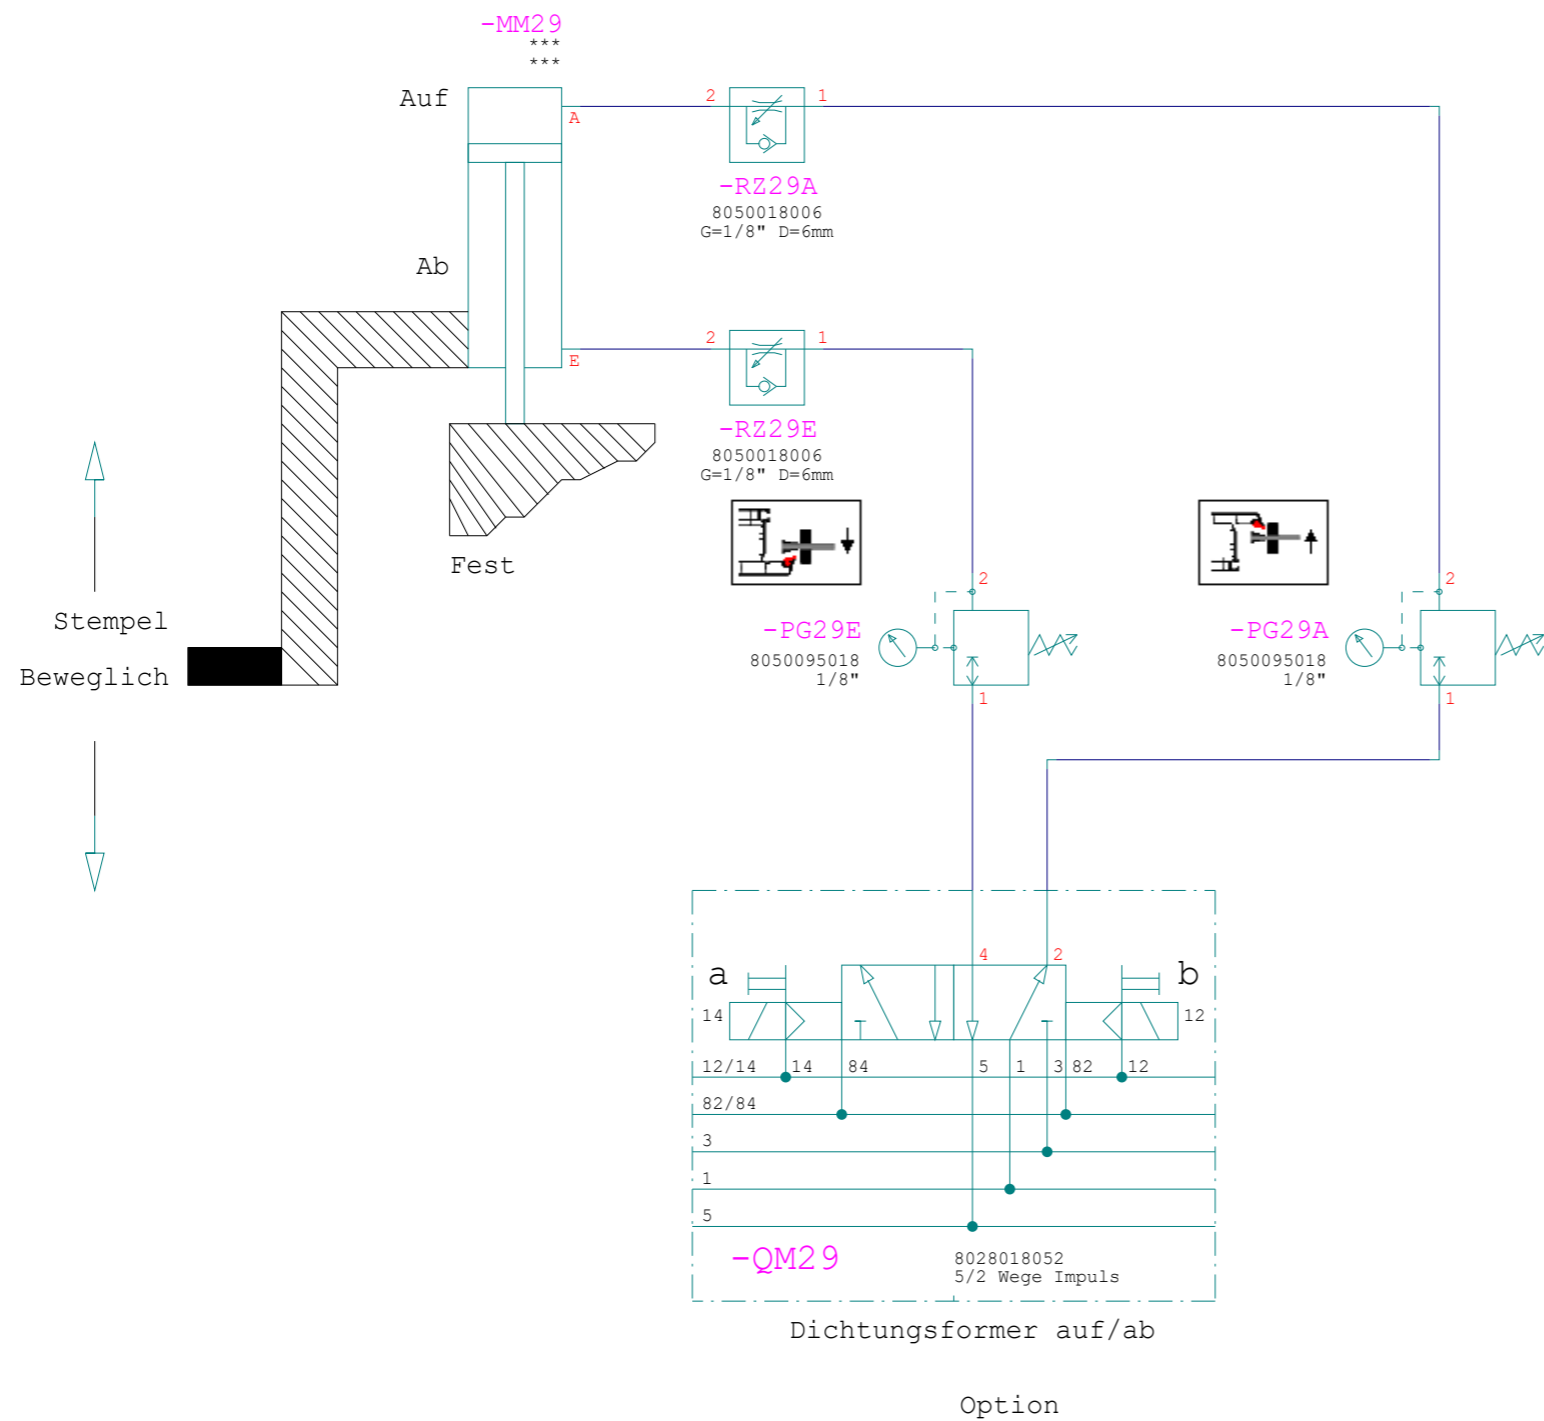 -MM29
***
***
Auf
A
2
1
-RZ29A
8050018006
G=1/8" D=6mm
Ab
E
2
1
-RZ29E
8050018006
G=1/8" D=6mm
Fest
Stempel
Beweglich
2
-PG29E
8050095018
1/8"
1
2
-PG29A
8050095018
1/8"
1
4 2
a b
14 12
12/14 14 84 5 1 3 82 12
82/84
3
1
5
-QM29
8028018052
5/2 Wege Impuls
Dichtungsformer auf/ab
Option